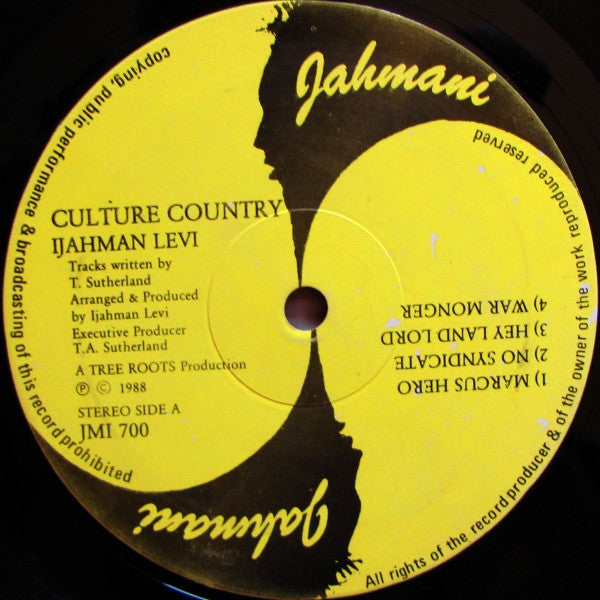 Jahmani
CULTURE COUNTRY
IJAHMAN LEVI
Tracks written by
T. Sutherland
Arranged & Produced
by Ijahman Levi
Executive Producer
T.A. Sutherland
A TREE ROOTS Production
Ⓟ © 1988
STEREO SIDE A
JMI 700
1) MARCUS HERO
2) NO SYNDICATE
3) HEY LAND LORD
4) WAR MONGER
Jahmani
All rights of the record producer & of the owner of the work reproduced reserved
copying, public performance & broadcasting of this record prohibited